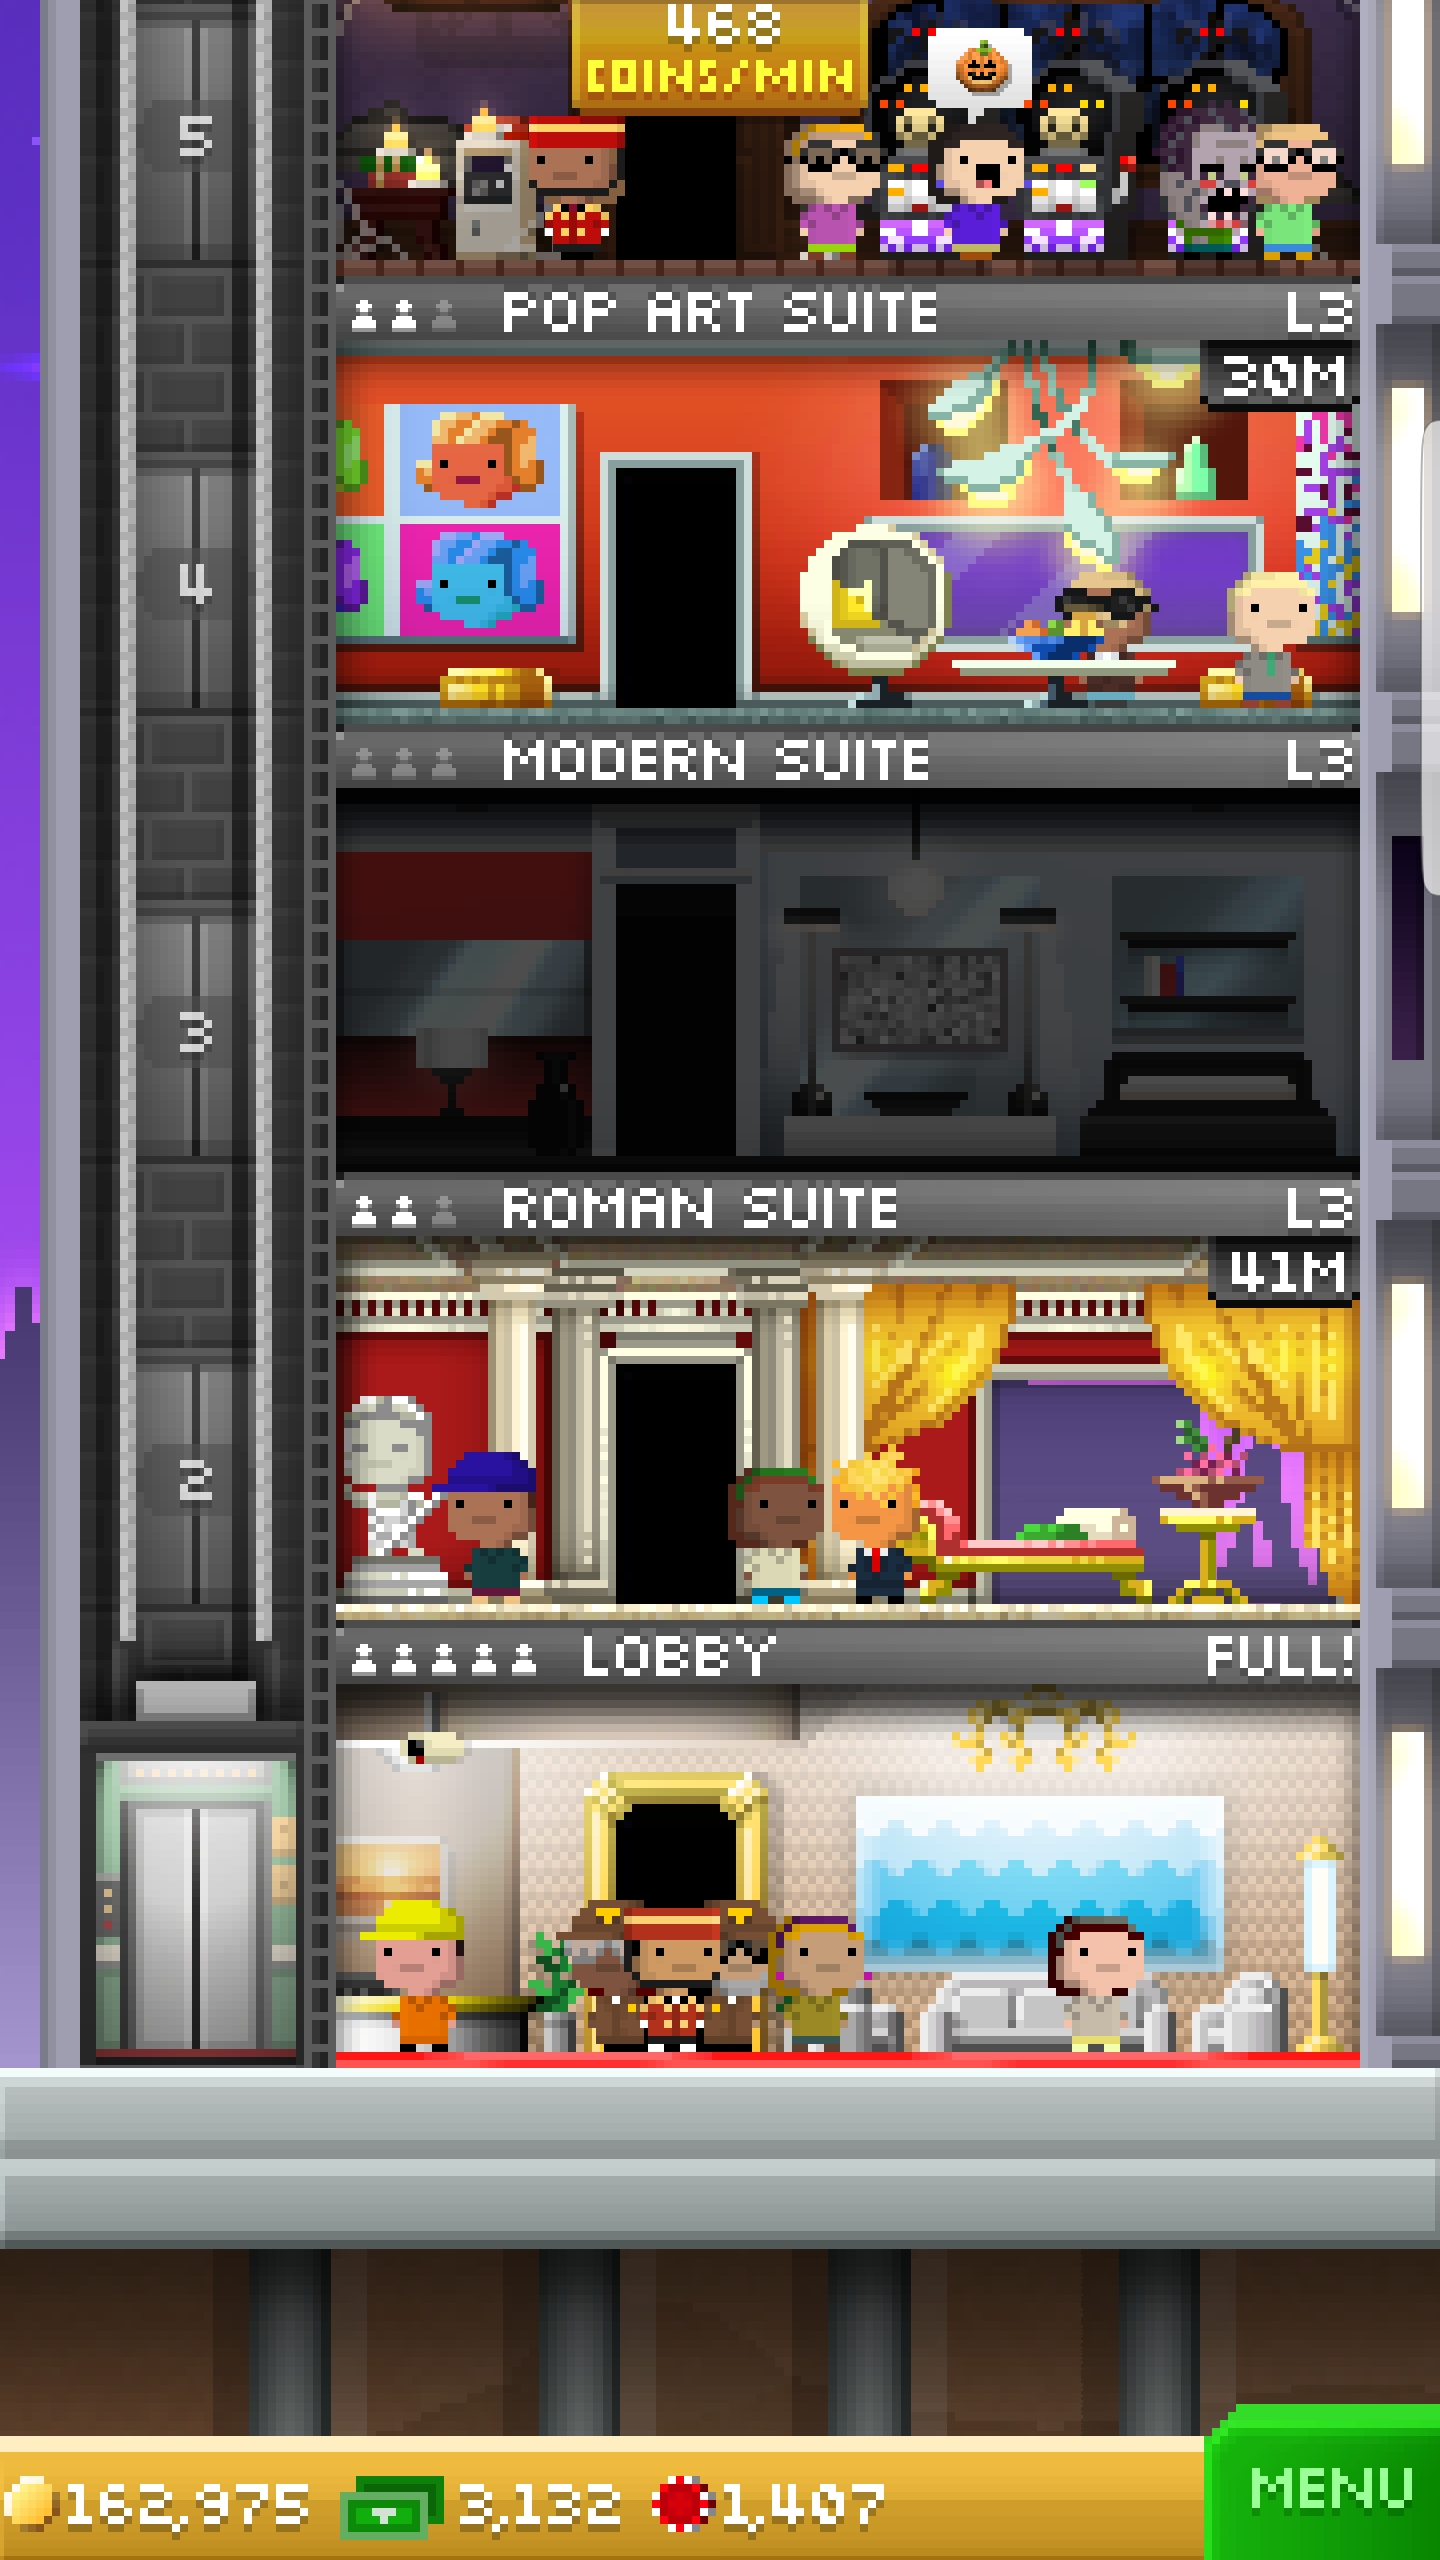 468
COINS/MIN
5
POP ART SUITE L3
30M
4
MODERN SUITE L3
3
ROMAN SUITE L3
41M
2
LOBBY FULL!
162,975 3,132 1,407
MENU